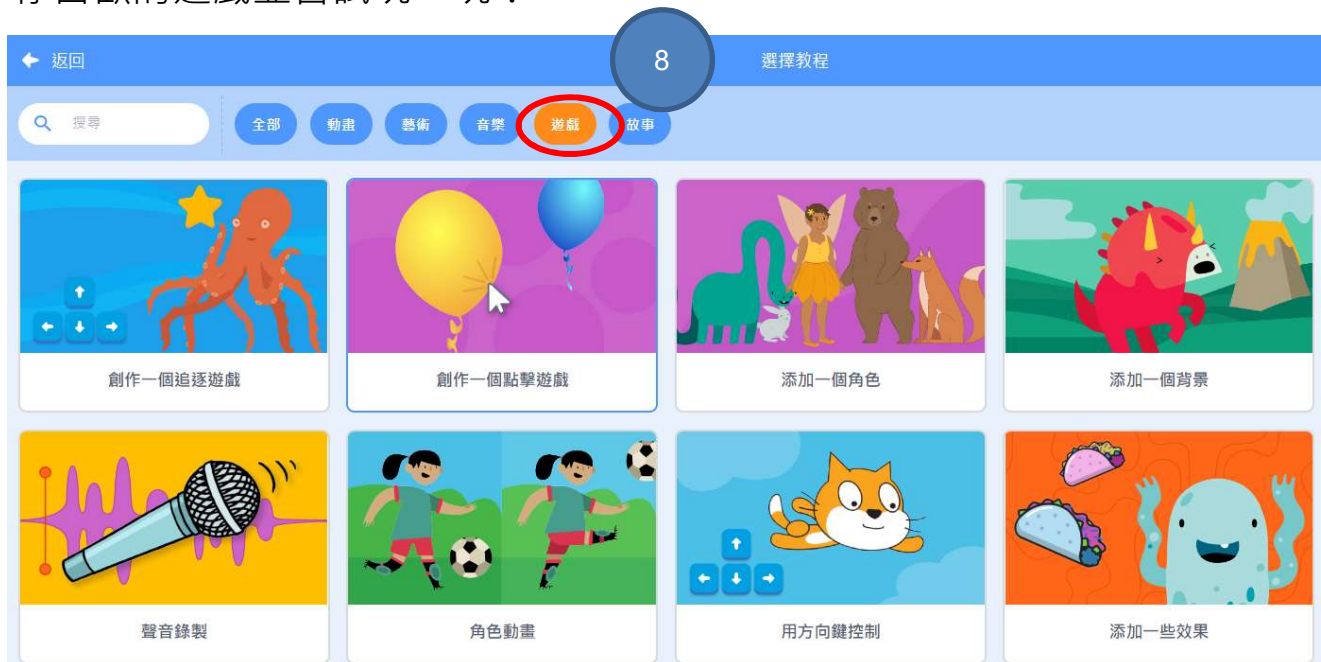 返回
8
選擇教程
搜尋
全部 動畫 藝術 音樂 遊戲 故事
創作一個追逐遊戲
創作一個點擊遊戲
添加一個角色
添加一個背景
聲音錄製
角色動畫
用方向鍵控制
添加一些效果